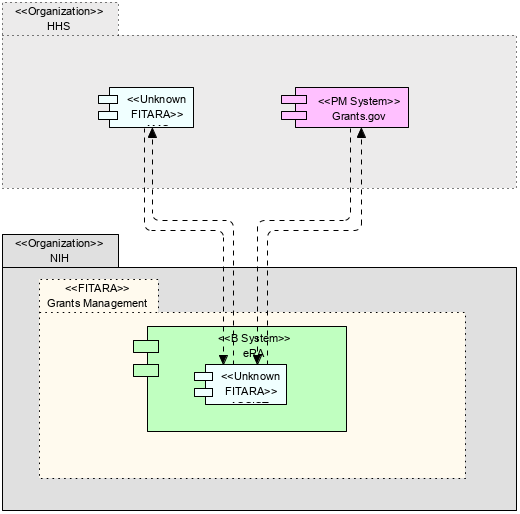 <<Organization>>
HHS
<<Unknown
FITARA>>
<<PM System>>
Grants.gov
<<Organization>>
NIH
<<FITARA>>
Grants Management
<<B System>>
eRA
<<Unknown
FITARA>>